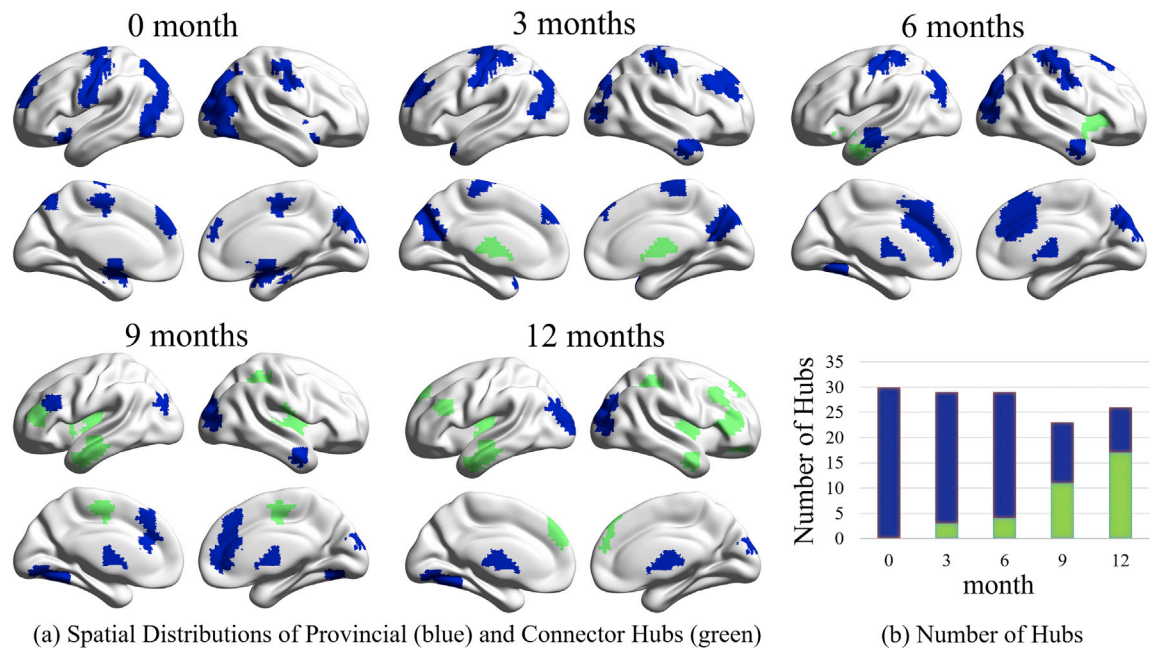 0 month
3 months
6 months
9 months
12 months
Number of Hubs
35
30
25
20
15
10
5
0
0 3 6 9 12
month
(a) Spatial Distributions of Provincial (blue) and Connector Hubs (green)
(b) Number of Hubs